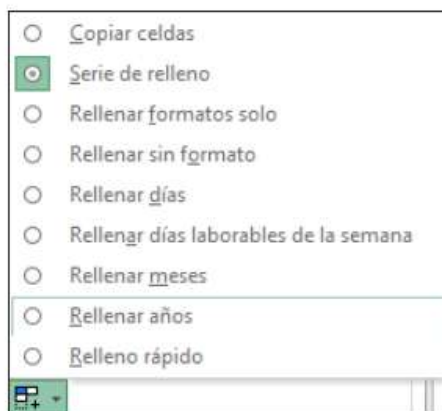 Copiar celdas
Serie de relleno
Rellenar formatos solo
Rellenar sin formato
Rellenar días
Rellenar días laborables de la semana
Rellenar meses
Rellenar años
Relleno rápido